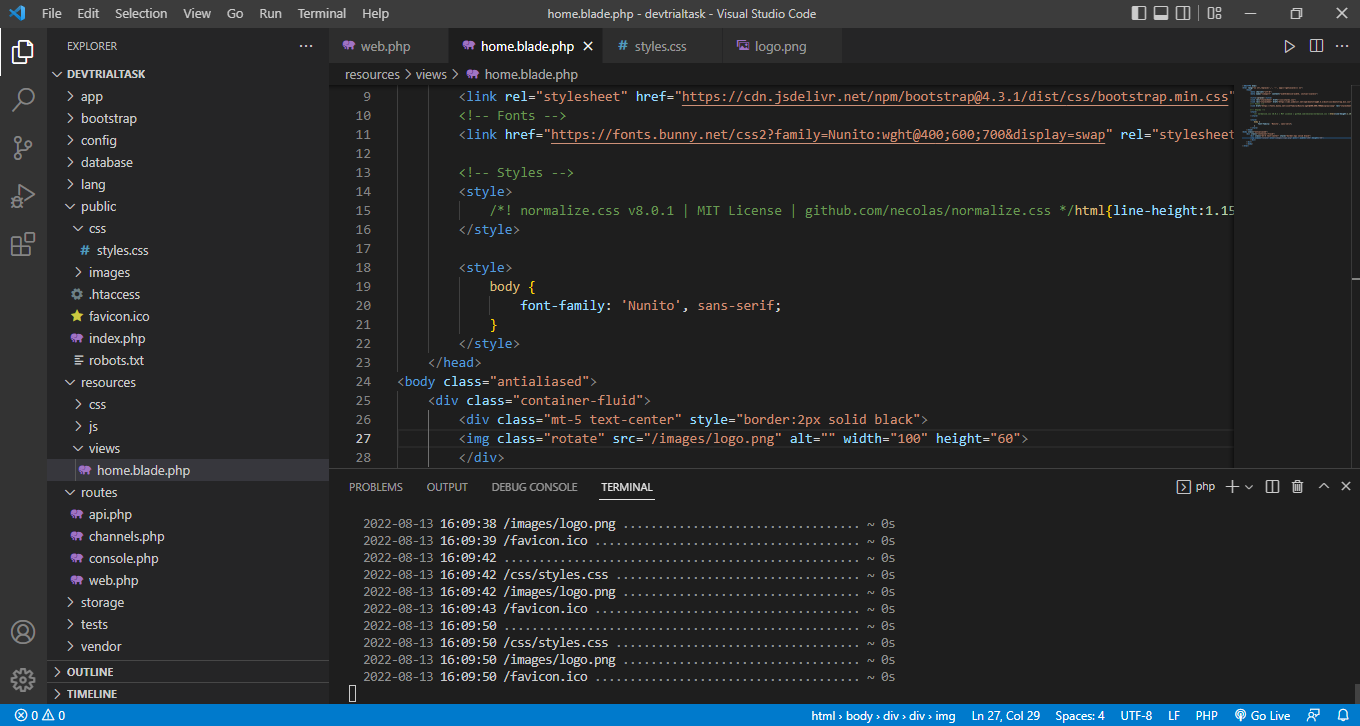 File Edit Selection View Go Run Terminal Help
home.blade.php - devtrialtask - Visual Studio Code
EXPLORER
DEVTRIALTASK
app
bootstrap
config
database
lang
public
css
# styles.css
images
.htaccess
favicon.ico
index.php
robots.txt
resources
css
js
views
home.blade.php
routes
api.php
channels.php
console.php
web.php
storage
tests
vendor
OUTLINE
TIMELINE
web.php home.blade.php # styles.css logo.png
resources > views > home.blade.php
9 <link rel="stylesheet" href="https://cdn.jsdelivr.net/npm/bootstrap@4.3.1/dist/css/bootstrap.min.css"
10 <!-- Fonts -->
11 <link href="https://fonts.bunny.net/css2?family=Nunito:wght@400;600;700&display=swap" rel="stylesheet
12
13 <!-- Styles -->
14 <style>
15 /*! normalize.css v8.0.1 | MIT License | github.com/necolas/normalize.css */html{line-height:1.15
16 </style>
17
18 <style>
19 body {
20 font-family: 'Nunito', sans-serif;
21 }
22 </style>
23 </head>
24 <body class="antialiased">
25 <div class="container-fluid">
26 <div class="mt-5 text-center" style="border:2px solid black">
27 <img class="rotate" src="/images/logo.png" alt="" width="100" height="60">
28 </div>
PROBLEMS OUTPUT DEBUG CONSOLE TERMINAL
php
2022-08-13 16:09:38 /images/logo.png .................................. ~ 0s
2022-08-13 16:09:39 /favicon.ico ...................................... ~ 0s
2022-08-13 16:09:42 ................................................... ~ 0s
2022-08-13 16:09:42 /css/styles.css ................................... ~ 0s
2022-08-13 16:09:42 /images/logo.png .................................. ~ 0s
2022-08-13 16:09:43 /favicon.ico ...................................... ~ 0s
2022-08-13 16:09:50 ................................................... ~ 0s
2022-08-13 16:09:50 /css/styles.css ................................... ~ 0s
2022-08-13 16:09:50 /images/logo.png .................................. ~ 0s
2022-08-13 16:09:50 /favicon.ico ...................................... ~ 0s
0 0
html › body › div › div › img Ln 27, Col 29 Spaces: 4 UTF-8 LF PHP Go Live